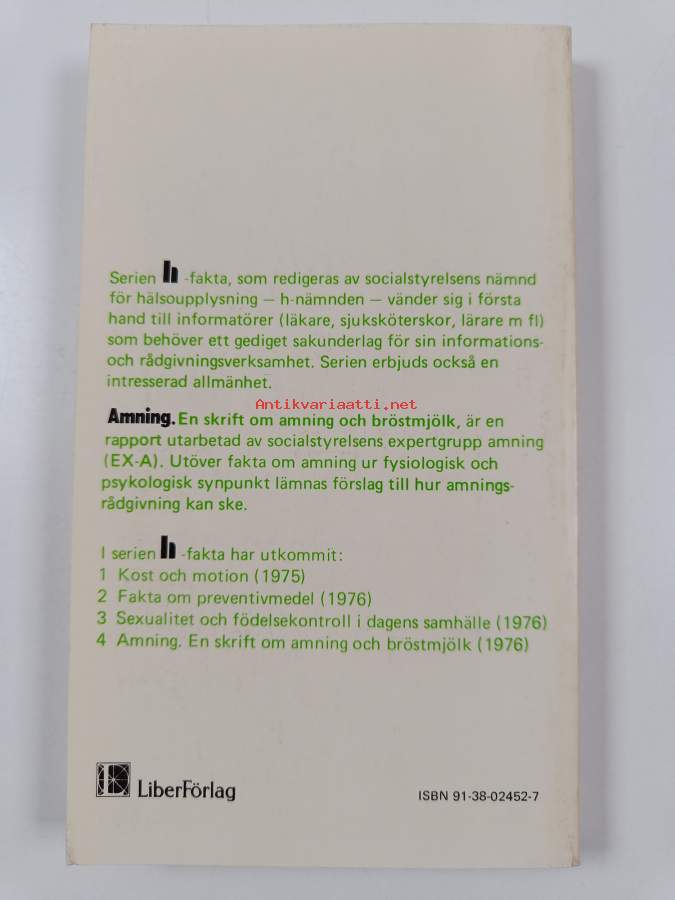 Serien h -fakta, som redigeras av socialstyrelsens nämnd
för hälsoupplysning — h-nämnden — vänder sig i första
hand till informatörer (läkare, sjuksköterskor, lärare m fl)
som behöver ett gediget sakunderlag för sin informations-
och rådgivningsverksamhet. Serien erbjuds också en
intresserad allmänhet.
Antikvariaatti.net
Amning. En skrift om amning och bröstmjölk, är en
rapport utarbetad av socialstyrelsens expertgrupp amning
(EX-A). Utöver fakta om amning ur fysiologisk och
psykologisk synpunkt lämnas förslag till hur amnings-
rådgivning kan ske.
I serien h -fakta har utkommit:
1 Kost och motion (1975)
2 Fakta om preventivmedel (1976)
3 Sexualitet och födelsekontroll i dagens samhälle (1976)
4 Amning. En skrift om amning och bröstmjölk (1976)
LiberFörlag
ISBN 91-38-02452-7